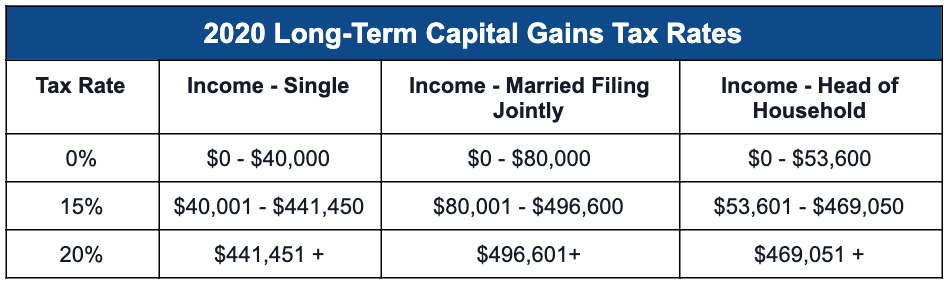 2020 Long-Term Capital Gains Tax Rates
Tax Rate Income - Single Income - Married Filing Jointly Income - Head of Household
0% $0 - $40,000 $0 - $80,000 $0 - $53,600
15% $40,001 - $441,450 $80,001 - $496,600 $53,601 - $469,050
20% $441,451 + $496,601+ $469,051 +